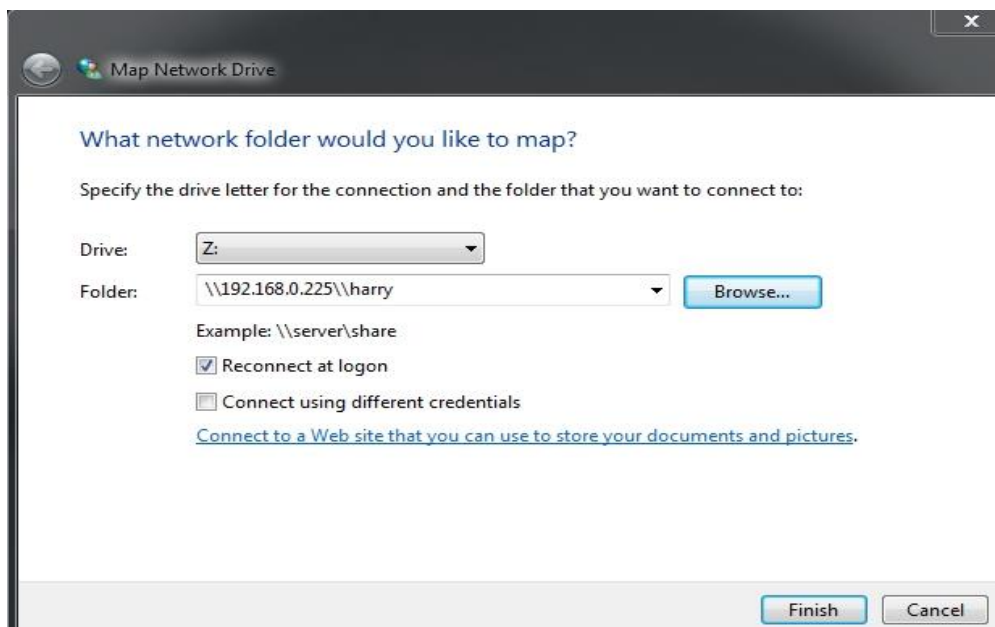 Map Network Drive
What network folder would you like to map?
Specify the drive letter for the connection and the folder that you want to connect to:
Drive: Z:
Folder: \\192.168.0.225\\harry Browse...
Example: \\server\share
Reconnect at logon
Connect using different credentials
Connect to a Web site that you can use to store your documents and pictures.
Finish Cancel